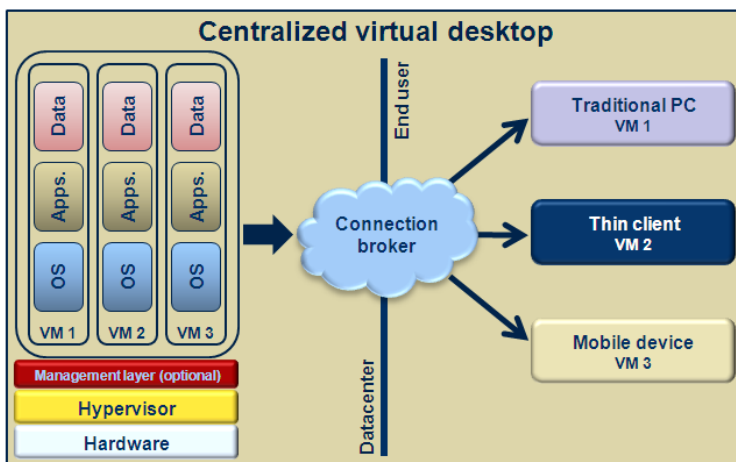 Centralized virtual desktop
Data
Data
Data
Apps.
Apps.
Apps.
OS
OS
OS
VM 1
VM 2
VM 3
Management layer (optional)
Hypervisor
Hardware
End user
Connection
broker
Datacenter
Traditional PC
VM 1
Thin client
VM 2
Mobile device
VM 3